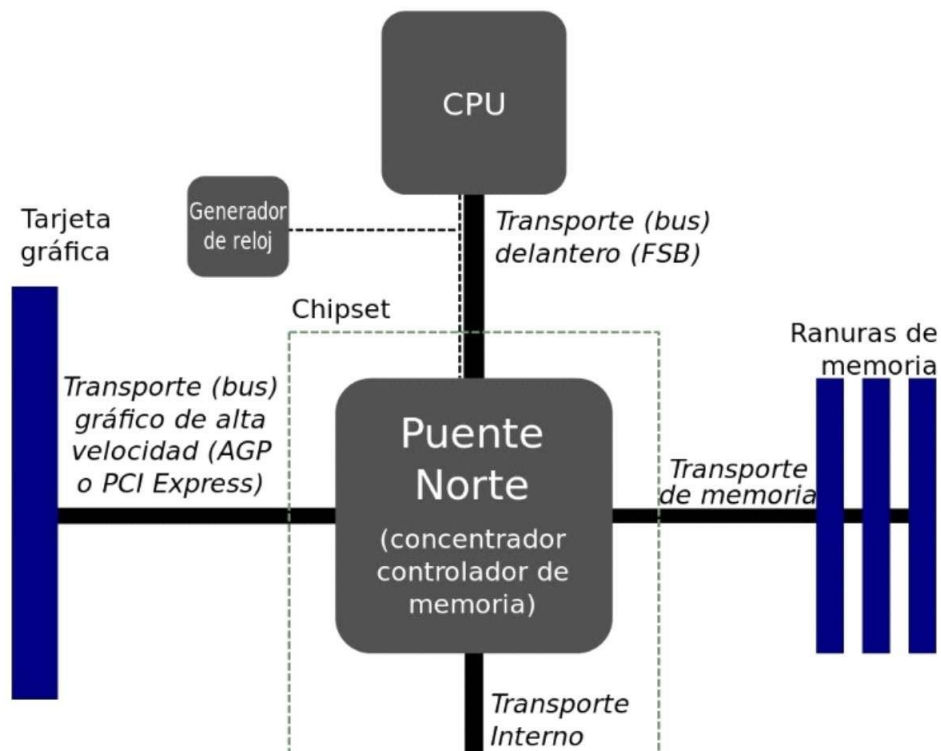 CPU
Generador
de reloj
Transporte (bus)
delantero (FSB)
Tarjeta
gráfica
Chipset
Ranuras de
memoria
Transporte (bus)
gráfico de alta
velocidad (AGP
o PCI Express)
Puente
Norte
(concentrador
controlador de
memoria)
Transporte
de memoria
Transporte
Interno